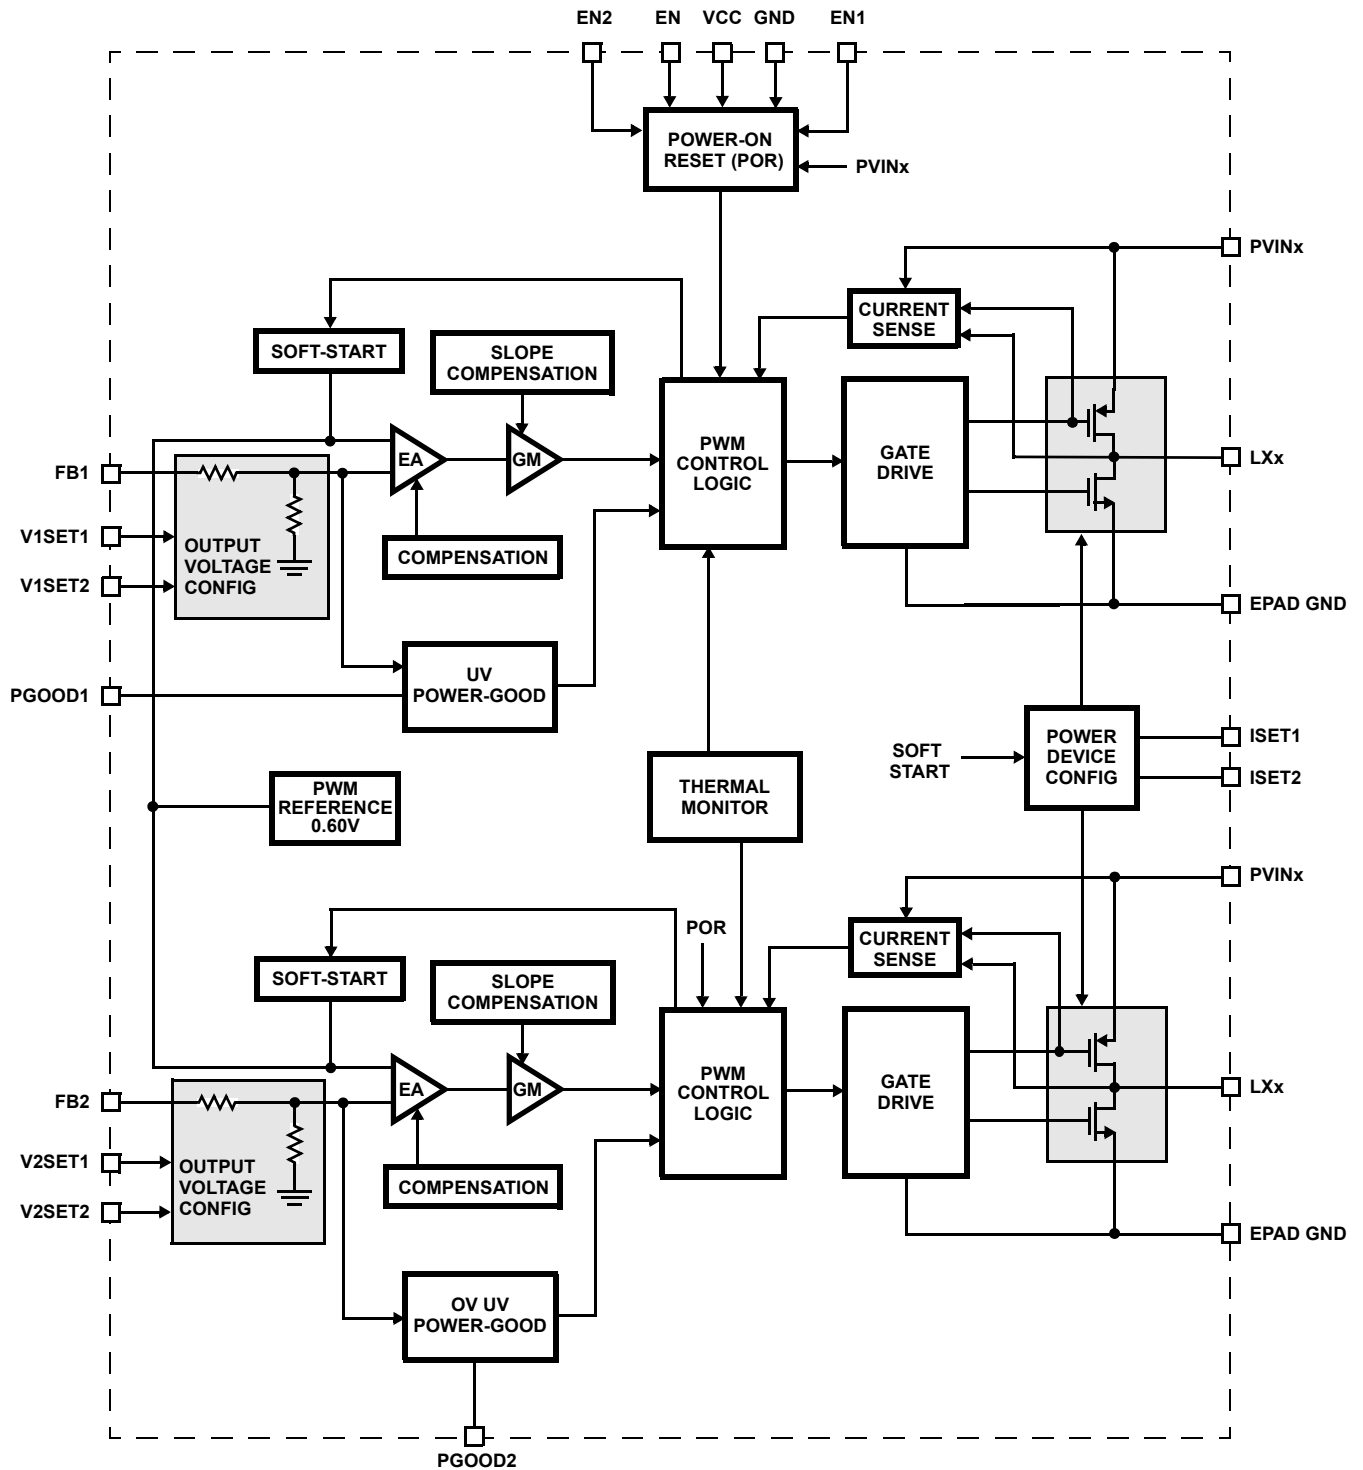 EN2 EN VCC GND EN1
POWER-ON
RESET (POR)
PVINx
PVINx
CURRENT
SENSE
SOFT-START
SLOPE
COMPENSATION
PWM
CONTROL
LOGIC
GATE
DRIVE
EA
GM
FB1
LXx
V1SET1
V1SET2
OUTPUT
VOLTAGE
CONFIG
COMPENSATION
EPAD GND
UV
POWER-GOOD
PGOOD1
SOFT
START
POWER
DEVICE
CONFIG
ISET1
ISET2
PWM
REFERENCE
0.60V
THERMAL
MONITOR
PVINx
POR
CURRENT
SENSE
SOFT-START
SLOPE
COMPENSATION
PWM
CONTROL
LOGIC
GATE
DRIVE
EA
GM
FB2
LXx
V2SET1
V2SET2
OUTPUT
VOLTAGE
CONFIG
COMPENSATION
EPAD GND
OV UV
POWER-GOOD
PGOOD2